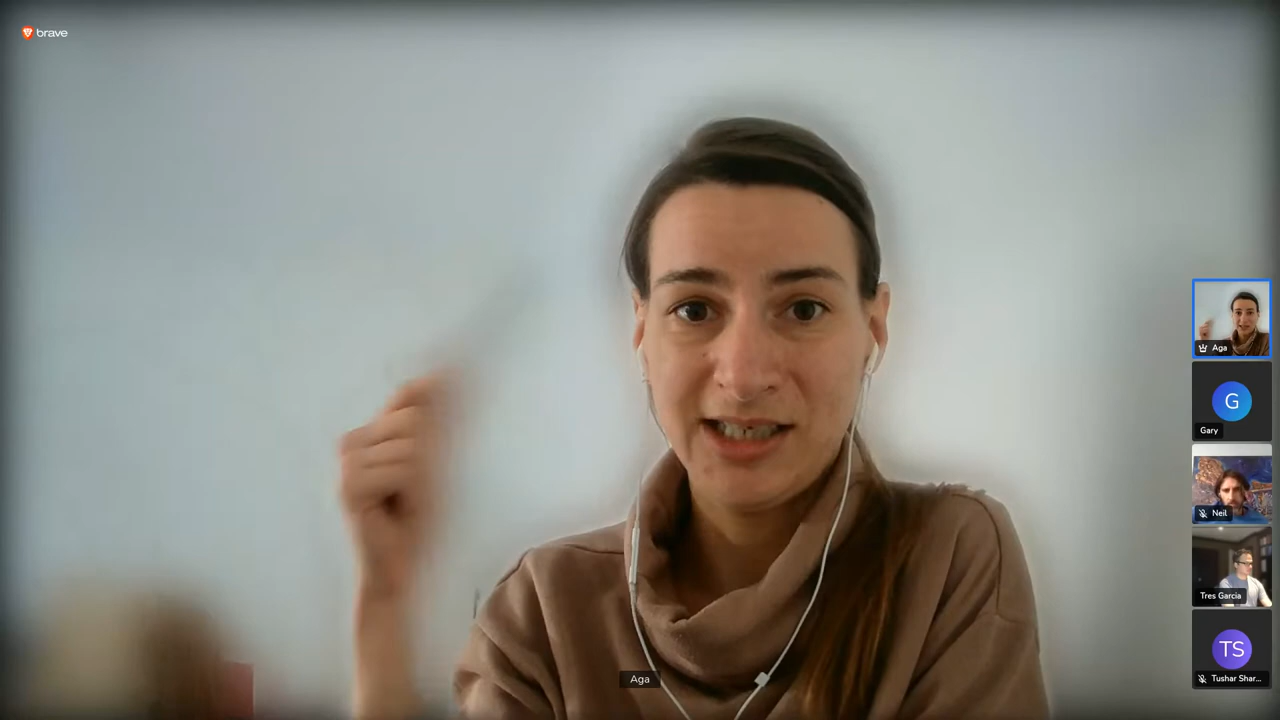 brave
Aga
G
Gary
Neil
Tres Garcia
TS
Tushar Shar...
Aga